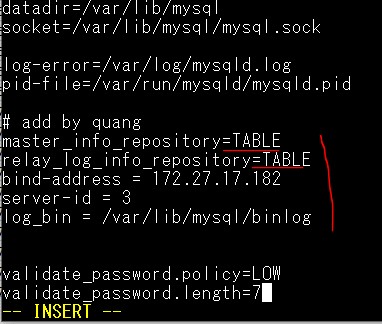 datadir=/var/lib/mysql
socket=/var/lib/mysql/mysql.sock
log-error=/var/log/mysqld.log
pid-file=/var/run/mysqld/mysqld.pid
# add by quang
master_info_repository=TABLE
relay_log_info_repository=TABLE
bind-address = 172.27.17.182
server-id = 3
log_bin = /var/lib/mysql/binlog
validate_password.policy=LOW
validate_password.length=7
-- INSERT --